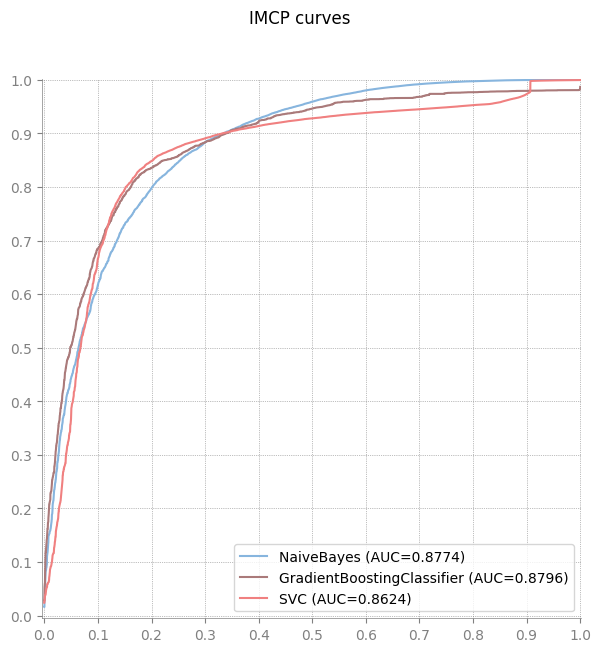 IMCP curves
1.0
0.9
0.8
0.7
0.6
0.5
0.4
0.3
0.2
0.1
0.0
NaiveBayes (AUC=0.8774)
GradientBoostingClassifier (AUC=0.8796)
SVC (AUC=0.8624)
0.0 0.1 0.2 0.3 0.4 0.5 0.6 0.7 0.8 0.9 1.0